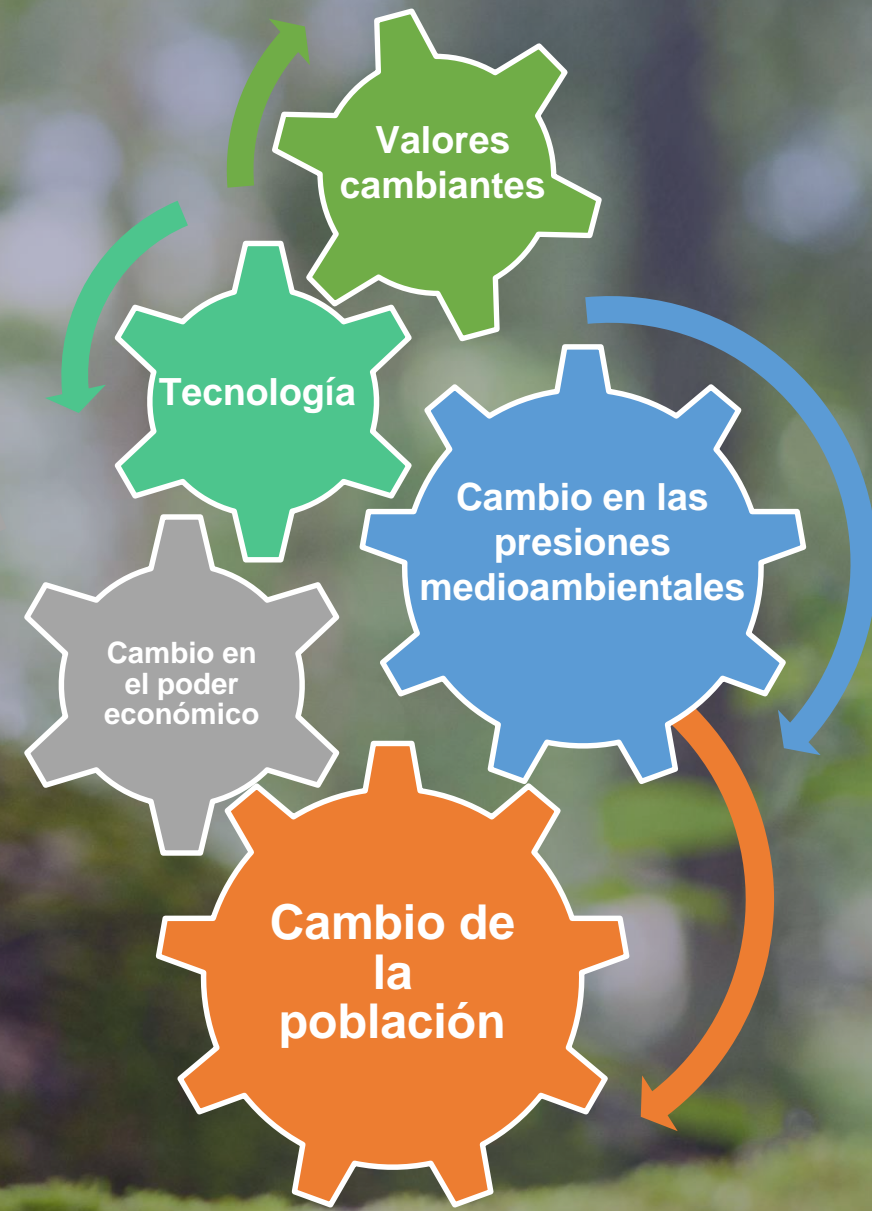 Valores
cambiantes
Tecnología
Cambio en las
presiones
medioambientales
Cambio en
el poder
económico
Cambio de
la
población